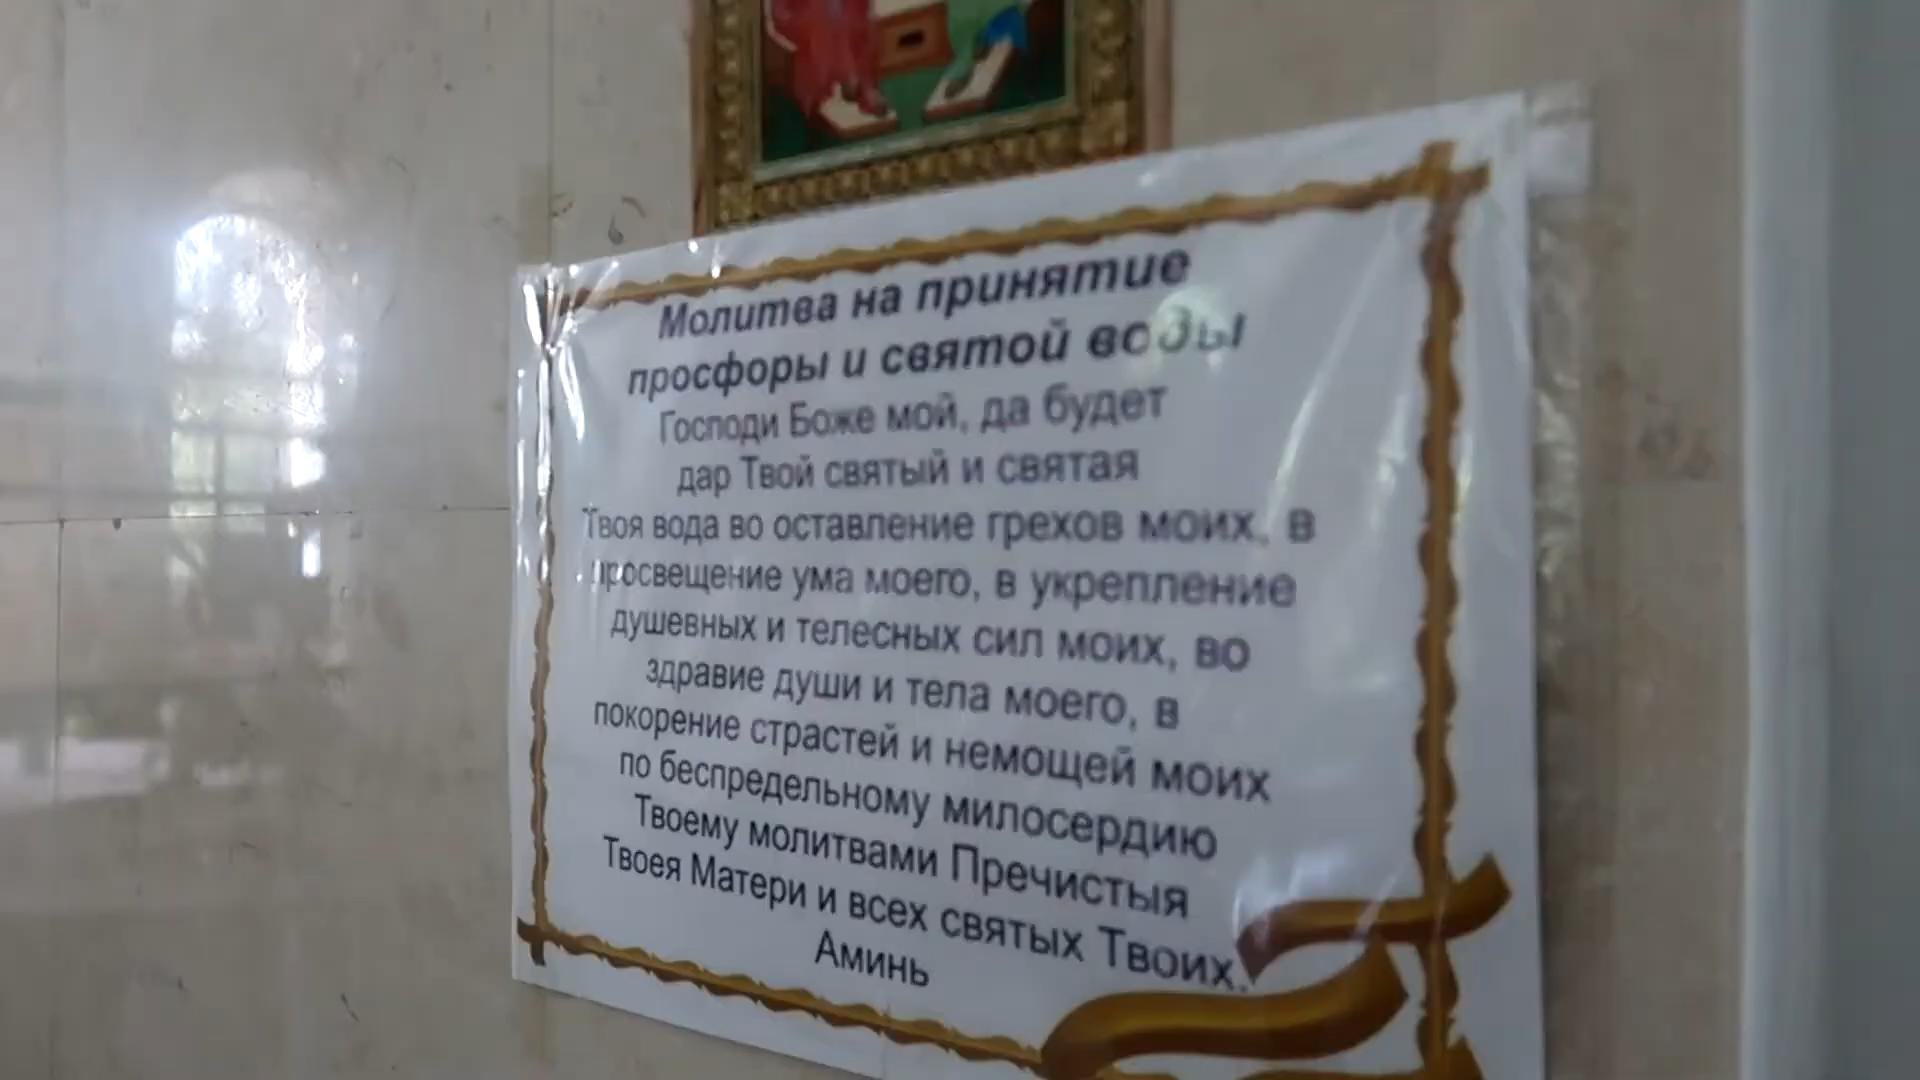 Молитва на принятие
просфоры и святой воды
Господи Боже мой, да будет
дар Твой святый и святая
Твоя вода во оставление грехов моих, в
просвещение ума моего, в укрепление
душевных и телесных сил моих, во
здравие души и тела моего, в
покорение страстей и немощей моих
по беспредельному милосердию
Твоему молитвами Пречистыя
Твоея Матери и всех святых Твоих.
Аминь